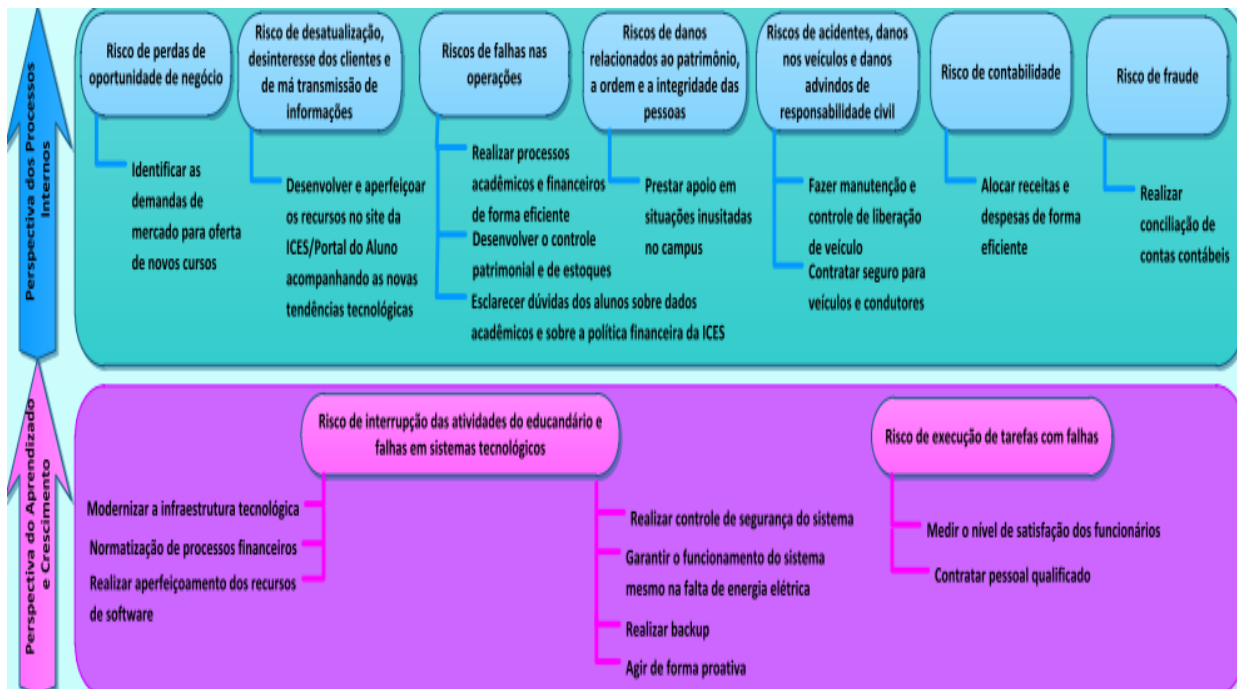 Perspectiva dos Processos
Internos
Risco de perdas de
oportunidade de negócio
Identificar as
demandas de
mercado para oferta
de novos cursos
Risco de desatualização,
desinteresse dos clientes e
de má transmissão de
informações
Desenvolver e aperfeiçoar
os recursos no site da
ICES/Portal do Aluno
acompanhando as novas
tendências tecnológicas
Riscos de falhas nas
operações
Realizar processos
acadêmicos e financeiros
de forma eficiente
Desenvolver o controle
patrimonial e de estoques
Esclarecer dúvidas dos alunos sobre dados
acadêmicos e sobre a política financeira da ICES
Riscos de danos
relacionados ao patrimônio,
a ordem e a integridade das
pessoas
Prestar apoio em
situações inusitadas
no campus
Riscos de acidentes, danos
nos veículos e danos
advindos de
responsabilidade civil
Fazer manutenção e
controle de liberação
de veículo
Contratar seguro para
veículos e condutores
Risco de contabilidade
Alocar receitas e
despesas de forma
eficiente
Risco de fraude
Realizar
conciliação de
contas contábeis
Perspectiva do Aprendizado
e Crescimento
Risco de interrupção das atividades do educandário e
falhas em sistemas tecnológicos
Modernizar a infraestrutura tecnológica
Normatização de processos financeiros
Realizar aperfeiçoamento dos recursos
de software
Realizar controle de segurança do sistema
Garantir o funcionamento do sistema
mesmo na falta de energia elétrica
Realizar backup
Agir de forma proativa
Risco de execução de tarefas com falhas
Medir o nível de satisfação dos funcionários
Contratar pessoal qualificado